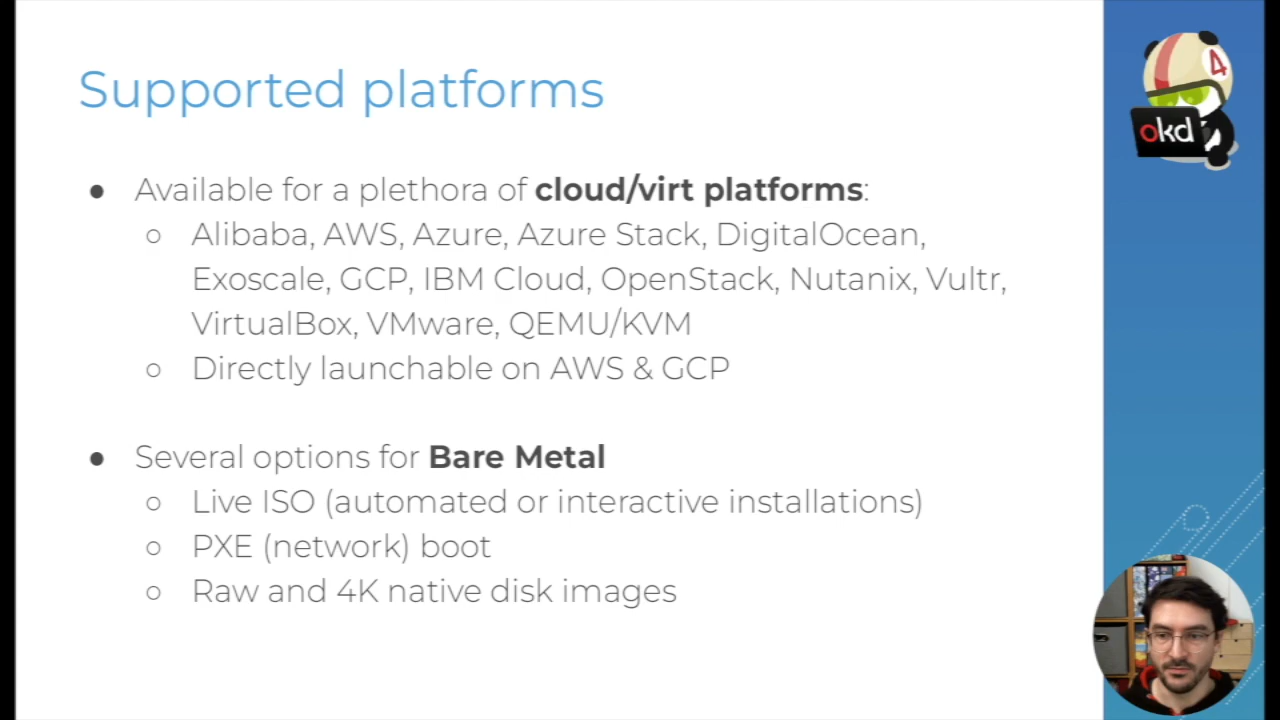 Supported platforms
● Available for a plethora of cloud/virt platforms:
○ Alibaba, AWS, Azure, Azure Stack, DigitalOcean,
Exoscale, GCP, IBM Cloud, OpenStack, Nutanix, Vultr,
VirtualBox, VMware, QEMU/KVM
○ Directly launchable on AWS & GCP
● Several options for Bare Metal
○ Live ISO (automated or interactive installations)
○ PXE (network) boot
○ Raw and 4K native disk images
4
okd